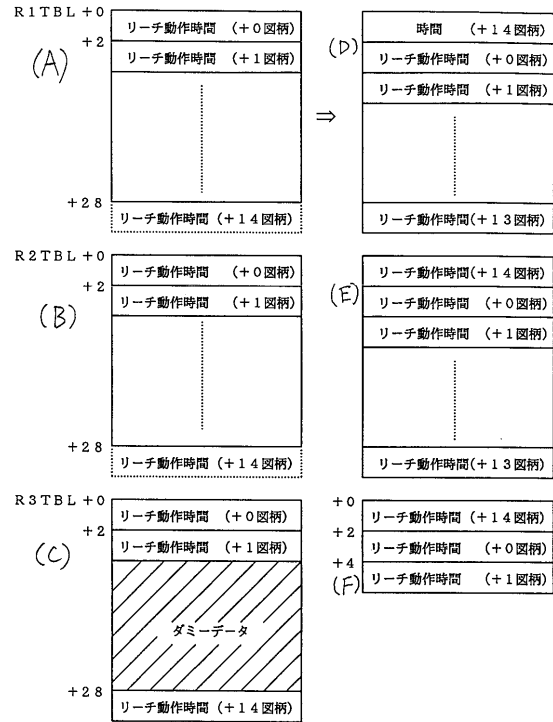 R1TBL +0
リーチ動作時間 (+0図柄)
+2
リーチ動作時間 (+1図柄)
(A)
+28
リーチ動作時間 (+14図柄)
⇒
時間 (+14図柄)
(D)
リーチ動作時間 (+0図柄)
リーチ動作時間 (+1図柄)
リーチ動作時間(+13図柄)
R2TBL +0
リーチ動作時間 (+0図柄)
+2
リーチ動作時間 (+1図柄)
(B)
+28
リーチ動作時間 (+14図柄)
リーチ動作時間(+14図柄)
(E)
リーチ動作時間 (+0図柄)
リーチ動作時間 (+1図柄)
リーチ動作時間(+13図柄)
R3TBL +0
リーチ動作時間 (+0図柄)
+2
リーチ動作時間 (+1図柄)
(C)
ダミーデータ
+28
リーチ動作時間 (+14図柄)
+0
リーチ動作時間 (+14図柄)
+2
リーチ動作時間 (+0図柄)
+4
(F)
リーチ動作時間 (+1図柄)